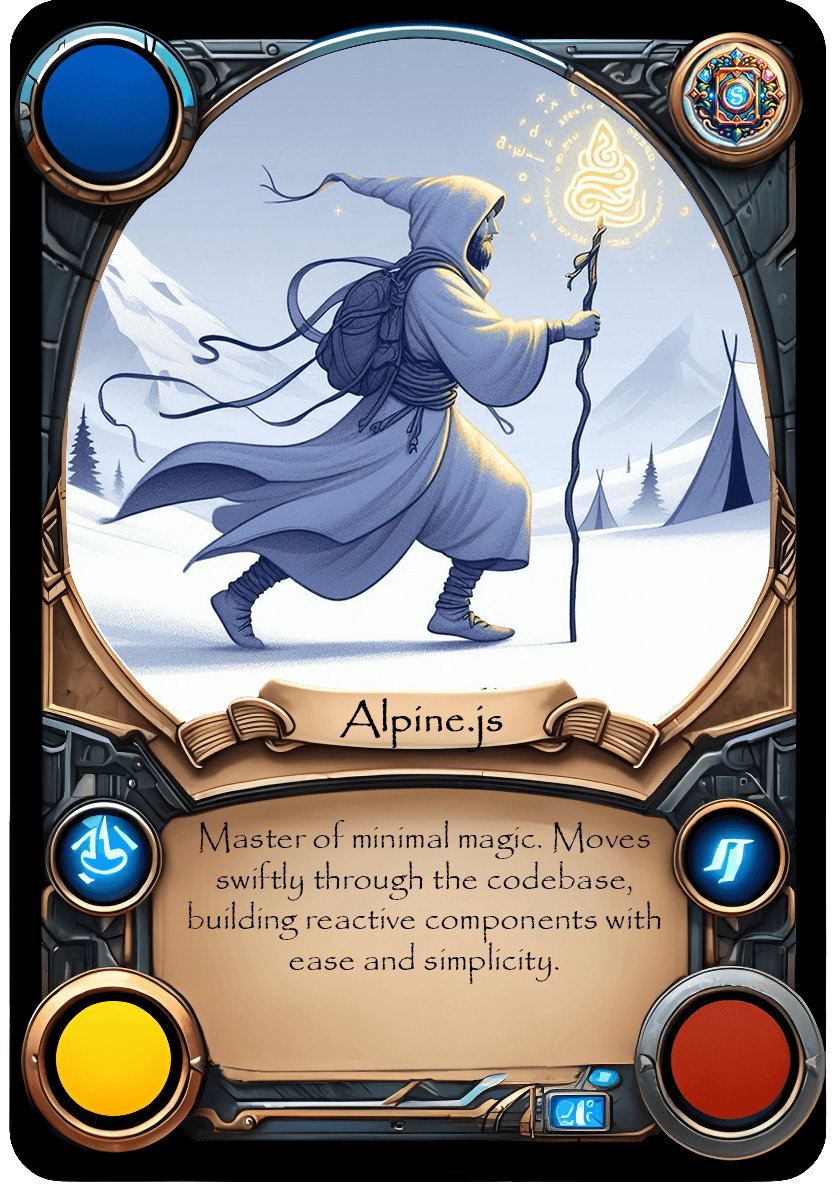 Alpine.js
Master of minimal magic. Moves
swiftly through the codebase,
building reactive components with
ease and simplicity.